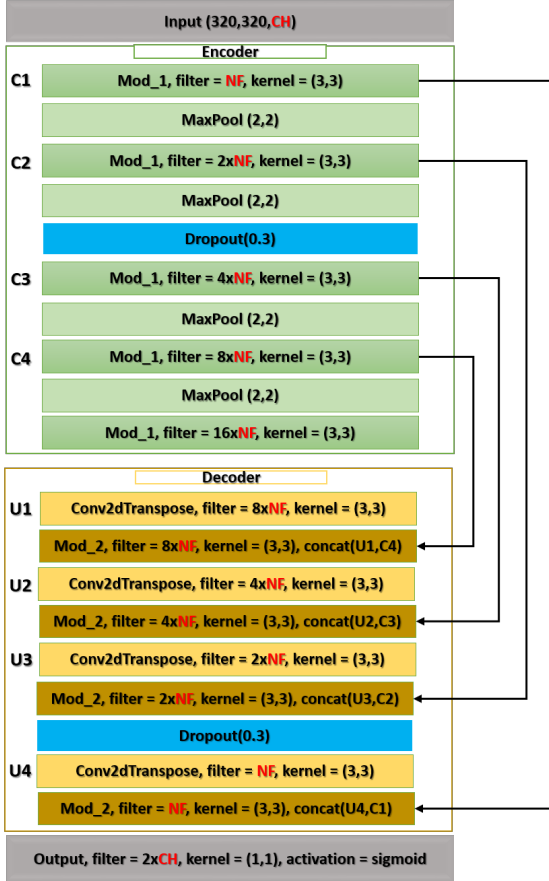 Input (320,320,CH)
Encoder
C1 Mod_1, filter = NF, kernel = (3,3)
MaxPool (2,2)
C2 Mod_1, filter = 2xNF, kernel = (3,3)
MaxPool (2,2)
Dropout(0.3)
C3 Mod_1, filter = 4xNF, kernel = (3,3)
MaxPool (2,2)
C4 Mod_1, filter = 8xNF, kernel = (3,3)
MaxPool (2,2)
Mod_1, filter = 16xNF, kernel = (3,3)
Decoder
U1 Conv2dTranspose, filter = 8xNF, kernel = (3,3)
Mod_2, filter = 8xNF, kernel = (3,3), concat(U1,C4)
U2 Conv2dTranspose, filter = 4xNF, kernel = (3,3)
Mod_2, filter = 4xNF, kernel = (3,3), concat(U2,C3)
U3 Conv2dTranspose, filter = 2xNF, kernel = (3,3)
Mod_2, filter = 2xNF, kernel = (3,3), concat(U3,C2)
Dropout(0.3)
U4 Conv2dTranspose, filter = NF, kernel = (3,3)
Mod_2, filter = NF, kernel = (3,3), concat(U4,C1)
Output, filter = 2xCH, kernel = (1,1), activation = sigmoid